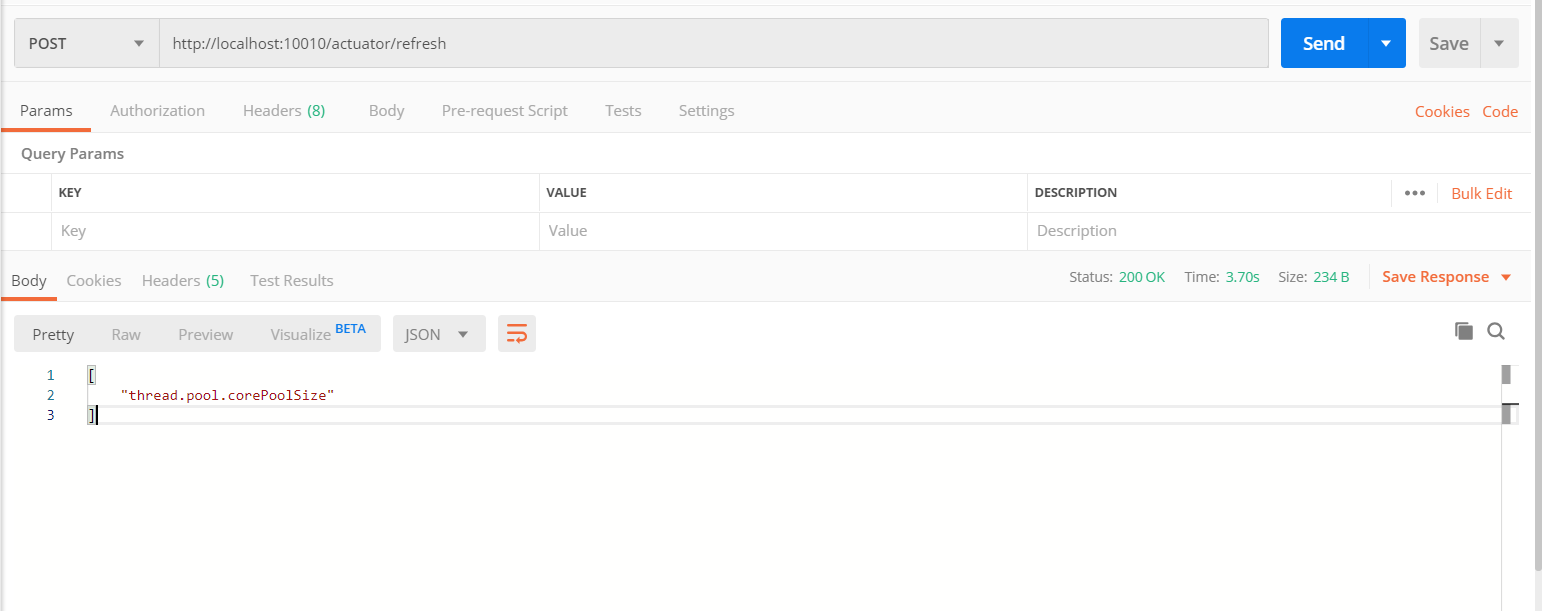 POST http://localhost:10010/actuator/refresh Send Save
Params Authorization Headers (8) Body Pre-request Script Tests Settings Cookies Code
Query Params
KEY VALUE DESCRIPTION ••• Bulk Edit
Key Value Description
Body Cookies Headers (5) Test Results Status: 200 OK Time: 3.70s Size: 234 B Save Response
Pretty Raw Preview Visualize BETA JSON
1 [
2 "thread.pool.corePoolSize"
3 ]